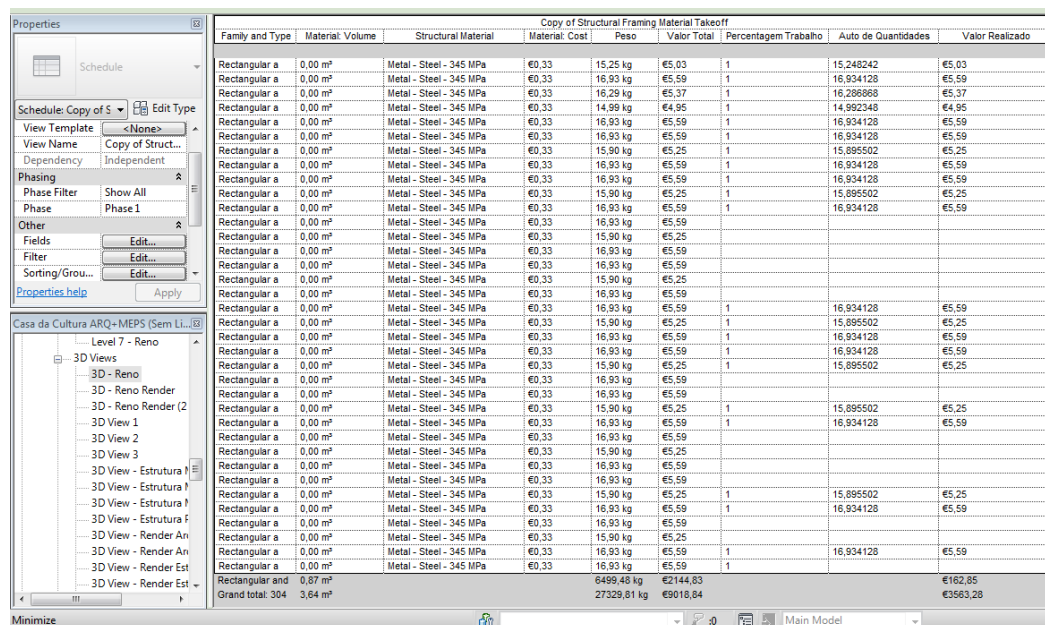 Properties
Schedule
Schedule: Copy of S
Edit Type
View Template <None>
View Name Copy of Struct...
Dependency Independent
Phasing
Phase Filter Show All
Phase Phase 1
Other
Fields Edit...
Filter Edit...
Sorting/Grou... Edit...
Properties help Apply
Casa da Cultura ARQ+MEPS (Sem Li...
Level 7 - Reno
3D Views
3D - Reno
3D - Reno Render
3D - Reno Render (2
3D View 1
3D View 2
3D View 3
3D View - Estrutura
3D View - Estrutura
3D View - Estrutura
3D View - Estrutura
3D View - Render
3D View - Render
3D View - Render Est
3D View - Render Est
Copy of Structural Framing Material Takeoff
Family and Type Material: Volume Structural Material Material: Cost Peso Valor Total Percentagem Trabalho Auto de Quantidades Valor Realizado
Rectangular a 0,00 m³ Metal - Steel - 345 MPa €0,33 15,25 kg €5,03 1 15,248242 €5,03
Rectangular a 0,00 m³ Metal - Steel - 345 MPa €0,33 16,93 kg €5,59 1 16,934128 €5,59
Rectangular a 0,00 m³ Metal - Steel - 345 MPa €0,33 16,29 kg €5,37 1 16,286868 €5,37
Rectangular a 0,00 m³ Metal - Steel - 345 MPa €0,33 14,99 kg €4,95 1 14,992348 €4,95
Rectangular a 0,00 m³ Metal - Steel - 345 MPa €0,33 16,93 kg €5,59 1 16,934128 €5,59
Rectangular a 0,00 m³ Metal - Steel - 345 MPa €0,33 16,93 kg €5,59 1 16,934128 €5,59
Rectangular a 0,00 m³ Metal - Steel - 345 MPa €0,33 15,90 kg €5,25 1 15,895502 €5,25
Rectangular a 0,00 m³ Metal - Steel - 345 MPa €0,33 16,93 kg €5,59 1 16,934128 €5,59
Rectangular a 0,00 m³ Metal - Steel - 345 MPa €0,33 16,93 kg €5,59 1 16,934128 €5,59
Rectangular a 0,00 m³ Metal - Steel - 345 MPa €0,33 15,90 kg €5,25 1 15,895502 €5,25
Rectangular a 0,00 m³ Metal - Steel - 345 MPa €0,33 16,93 kg €5,59 1 16,934128 €5,59
Rectangular a 0,00 m³ Metal - Steel - 345 MPa €0,33 16,93 kg €5,59
Rectangular a 0,00 m³ Metal - Steel - 345 MPa €0,33 15,90 kg €5,25
Rectangular a 0,00 m³ Metal - Steel - 345 MPa €0,33 16,93 kg €5,59
Rectangular a 0,00 m³ Metal - Steel - 345 MPa €0,33 16,93 kg €5,59
Rectangular a 0,00 m³ Metal - Steel - 345 MPa €0,33 15,90 kg €5,25
Rectangular a 0,00 m³ Metal - Steel - 345 MPa €0,33 16,93 kg €5,59
Rectangular a 0,00 m³ Metal - Steel - 345 MPa €0,33 16,93 kg €5,59 1 16,934128 €5,59
Rectangular a 0,00 m³ Metal - Steel - 345 MPa €0,33 15,90 kg €5,25 1 15,895502 €5,25
Rectangular a 0,00 m³ Metal - Steel - 345 MPa €0,33 16,93 kg €5,59 1 16,934128 €5,59
Rectangular a 0,00 m³ Metal - Steel - 345 MPa €0,33 16,93 kg €5,59 1 16,934128 €5,59
Rectangular a 0,00 m³ Metal - Steel - 345 MPa €0,33 15,90 kg €5,25 1 15,895502 €5,25
Rectangular a 0,00 m³ Metal - Steel - 345 MPa €0,33 16,93 kg €5,59
Rectangular a 0,00 m³ Metal - Steel - 345 MPa €0,33 16,93 kg €5,59
Rectangular a 0,00 m³ Metal - Steel - 345 MPa €0,33 15,90 kg €5,25 1 15,895502 €5,25
Rectangular a 0,00 m³ Metal - Steel - 345 MPa €0,33 16,93 kg €5,59 1 16,934128 €5,59
Rectangular a 0,00 m³ Metal - Steel - 345 MPa €0,33 16,93 kg €5,59
Rectangular a 0,00 m³ Metal - Steel - 345 MPa €0,33 15,90 kg €5,25
Rectangular a 0,00 m³ Metal - Steel - 345 MPa €0,33 16,93 kg €5,59
Rectangular a 0,00 m³ Metal - Steel - 345 MPa €0,33 16,93 kg €5,59
Rectangular a 0,00 m³ Metal - Steel - 345 MPa €0,33 15,90 kg €5,25 1 15,895502 €5,25
Rectangular a 0,00 m³ Metal - Steel - 345 MPa €0,33 16,93 kg €5,59 1 16,934128 €5,59
Rectangular a 0,00 m³ Metal - Steel - 345 MPa €0,33 16,93 kg €5,59
Rectangular a 0,00 m³ Metal - Steel - 345 MPa €0,33 15,90 kg €5,25
Rectangular a 0,00 m³ Metal - Steel - 345 MPa €0,33 16,93 kg €5,59 1 16,934128 €5,59
Rectangular a 0,00 m³ Metal - Steel - 345 MPa €0,33 16,93 kg €5,59 1
Rectangular and 0,87 m³ 6499,48 kg €2144,83 €162,85
Grand total: 304 3,64 m³ 27329,81 kg €9018,84 €3563,28
Minimize :0 Main Model